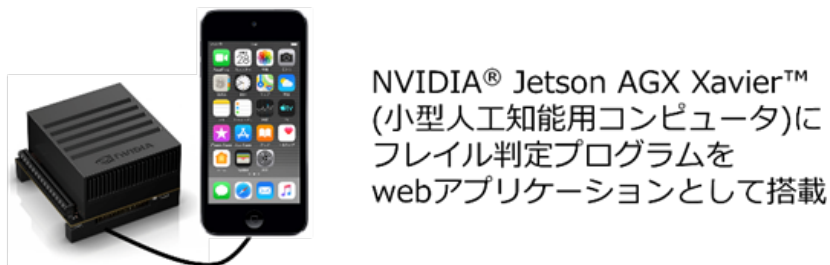 NVIDIA
NVIDIA® Jetson AGX Xavier™
(小型人工知能用コンピュータ)に
フレイル判定プログラムを
webアプリケーションとして搭載